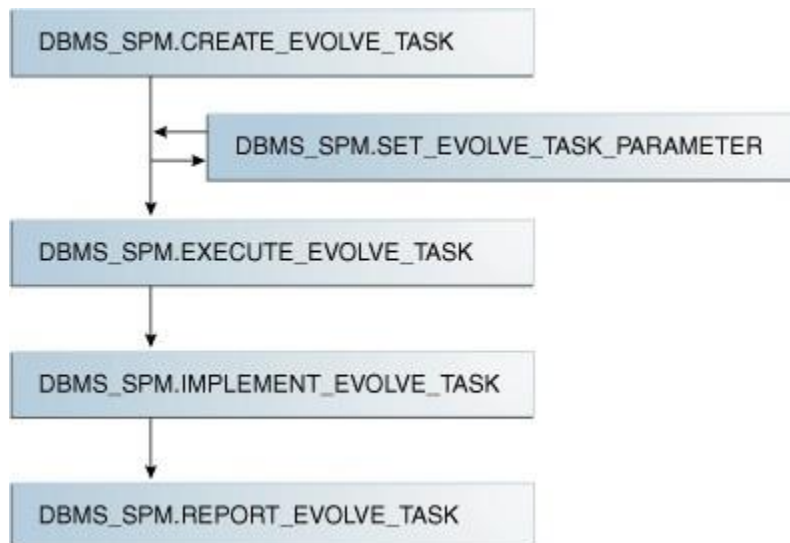 DBMS_SPM.CREATE_EVOLVE_TASK
DBMS_SPM.SET_EVOLVE_TASK_PARAMETER
DBMS_SPM.EXECUTE_EVOLVE_TASK
DBMS_SPM.IMPLEMENT_EVOLVE_TASK
DBMS_SPM.REPORT_EVOLVE_TASK